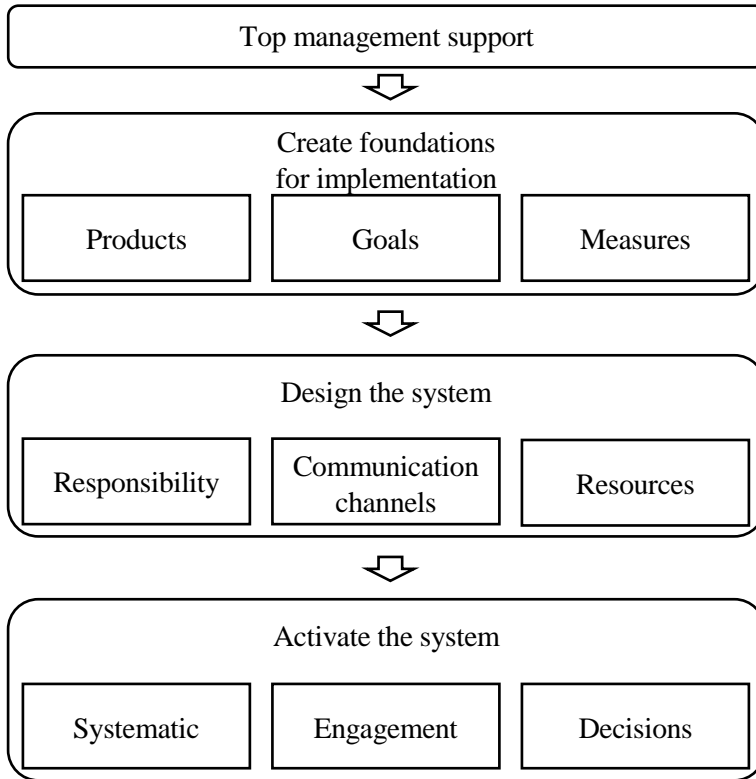 Top management support
Create foundations
for implementation
Products
Goals
Measures
Design the system
Responsibility
Communication
channels
Resources
Activate the system
Systematic
Engagement
Decisions